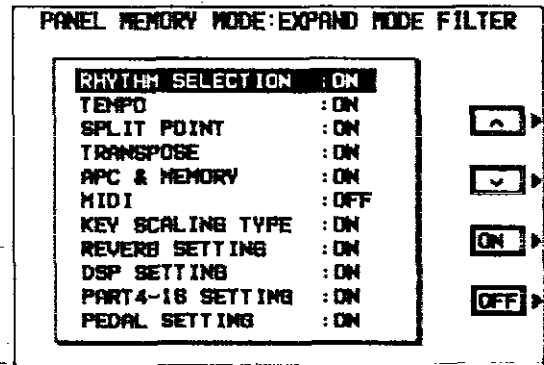 PANEL MEMORY MODE:EXPAND MODE FILTER
RHYTHM SELECTION :ON
TEMPO :ON
SPLIT POINT :ON
TRANSPOSE :ON
APC & MEMORY :ON
MIDI :OFF
KEY SCALING TYPE :ON
REVERB SETTING :ON
DSP SETTING :ON
PART4-16 SETTING :ON
PEDAL SETTING :ON
ON
OFF